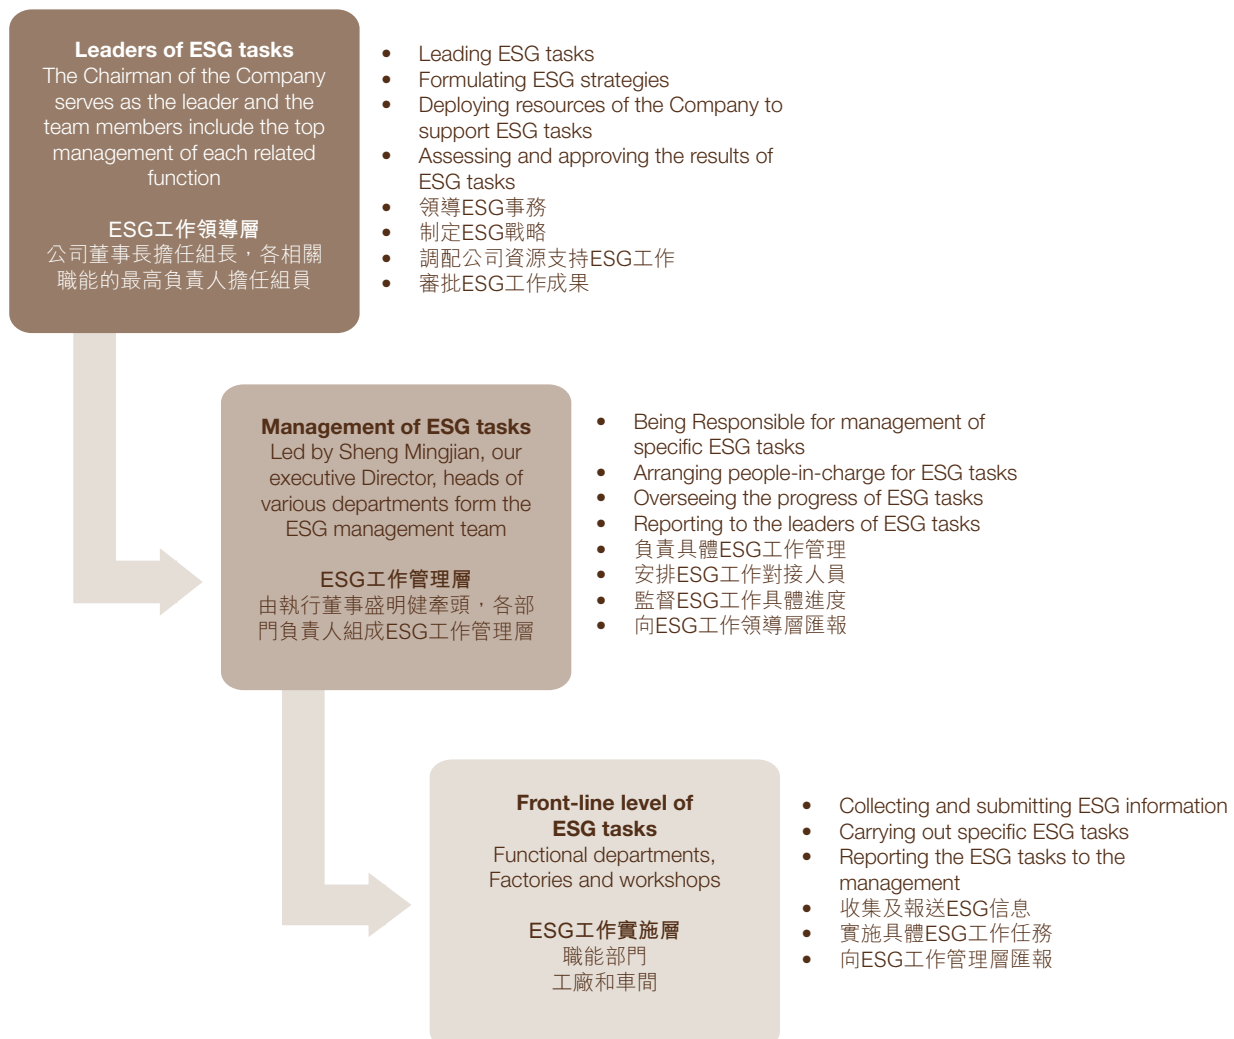 Leaders of ESG tasks
The Chairman of the Company
serves as the leader and the
team members include the top
management of each related
function
ESG工作領導層
公司董事長擔任組長，各相關
職能的最高負責人擔任組員
• Leading ESG tasks
• Formulating ESG strategies
• Deploying resources of the Company to
support ESG tasks
• Assessing and approving the results of
ESG tasks
• 領導ESG事務
• 制定ESG戰略
• 調配公司資源支持ESG工作
• 審批ESG工作成果
Management of ESG tasks
Led by Sheng Mingjian, our
executive Director, heads of
various departments form the
ESG management team
ESG工作管理層
由執行董事盛明健牽頭，各部
門負責人組成ESG工作管理層
• Being Responsible for management of
specific ESG tasks
• Arranging people-in-charge for ESG tasks
• Overseeing the progress of ESG tasks
• Reporting to the leaders of ESG tasks
• 負責具體ESG工作管理
• 安排ESG工作對接人員
• 監督ESG工作具體進度
• 向ESG工作領導層匯報
Front-line level of
ESG tasks
Functional departments,
Factories and workshops
ESG工作實施層
職能部門
工廠和車間
• Collecting and submitting ESG information
• Carrying out specific ESG tasks
• Reporting the ESG tasks to the
management
• 收集及報送ESG信息
• 實施具體ESG工作任務
• 向ESG工作管理層匯報